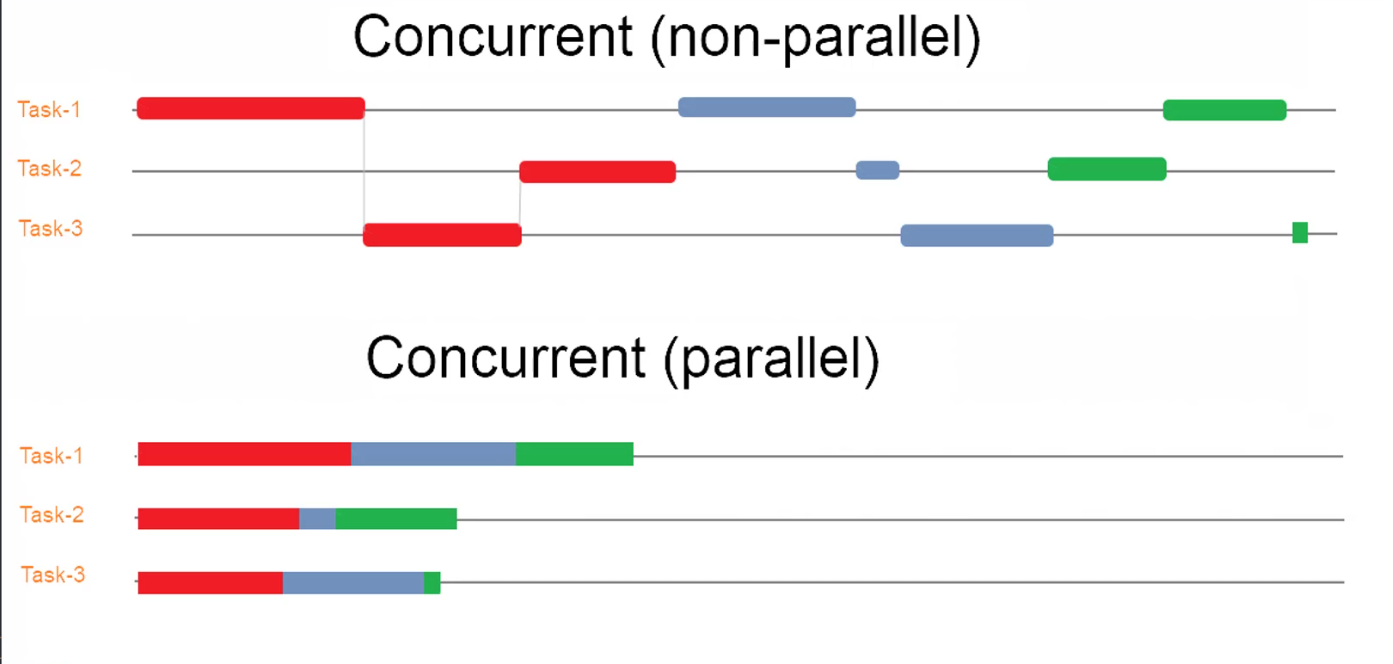 Concurrent (non-parallel)
Task-1
Task-2
Task-3
Concurrent (parallel)
Task-1
Task-2
Task-3